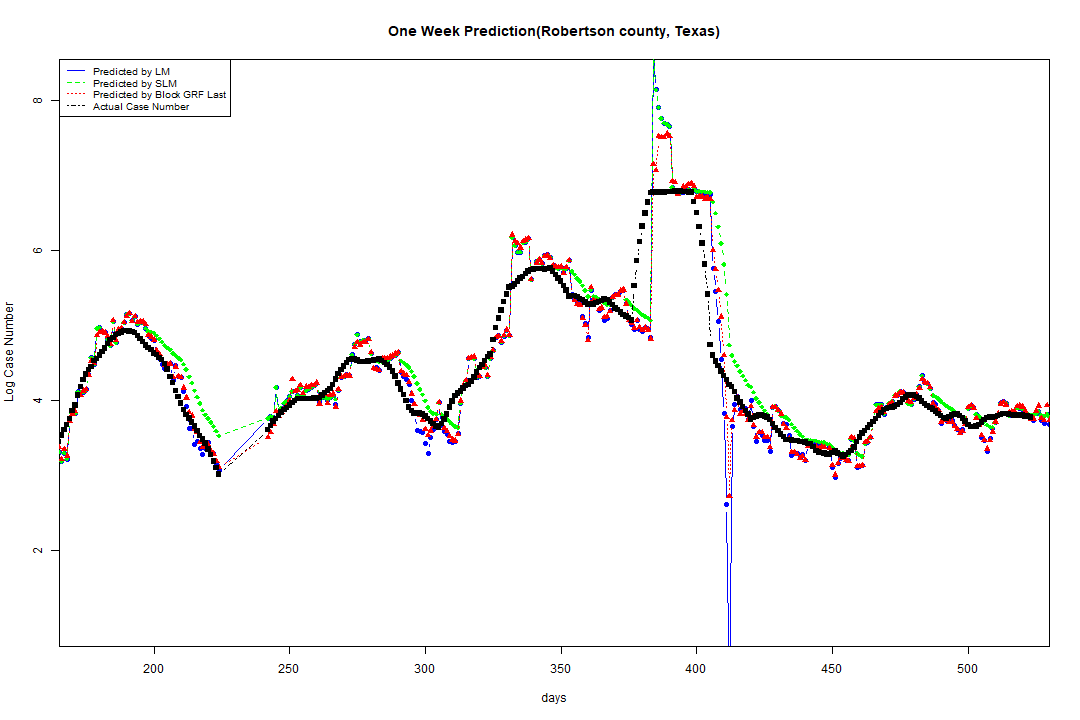 One Week Prediction(Robertson county, Texas)
Predicted by LM
Predicted by SLM
Predicted by Block GRF Last
Actual Case Number
8
6
4
2
Log Case Number
200 250 300 350 400 450 500
days